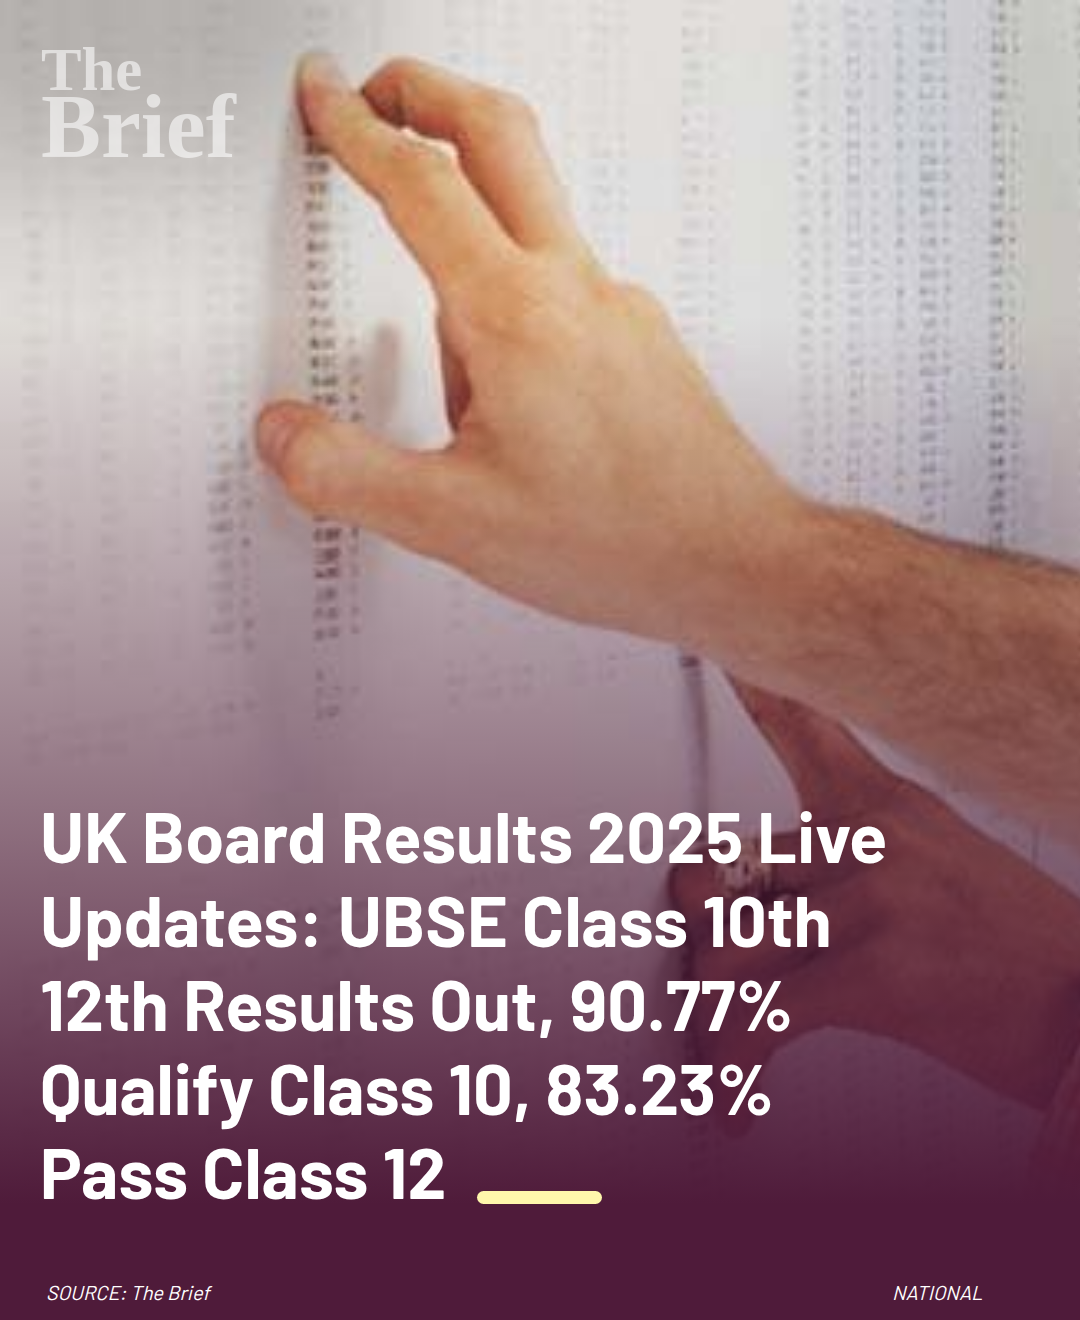 The
Brief
UK Board Results 2025 Live
Updates: UBSE Class 10th
12th Results Out, 90.77%
Qualify Class 10, 83.23%
Pass Class 12
SOURCE: The Brief
NATIONAL